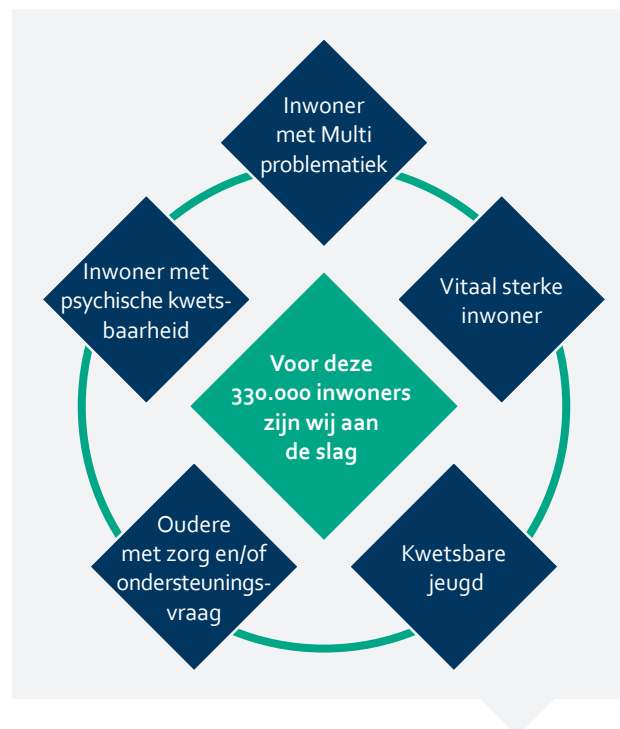 Inwoner
met Multi
problematiek
Inwoner met
psychische kwets-
baarheid
Vitaal sterke
inwoner
Voor deze
330.000 inwoners
zijn wij aan
de slag
Oudere
met zorg en/of
ondersteunings-
vraag
Kwetsbare
jeugd